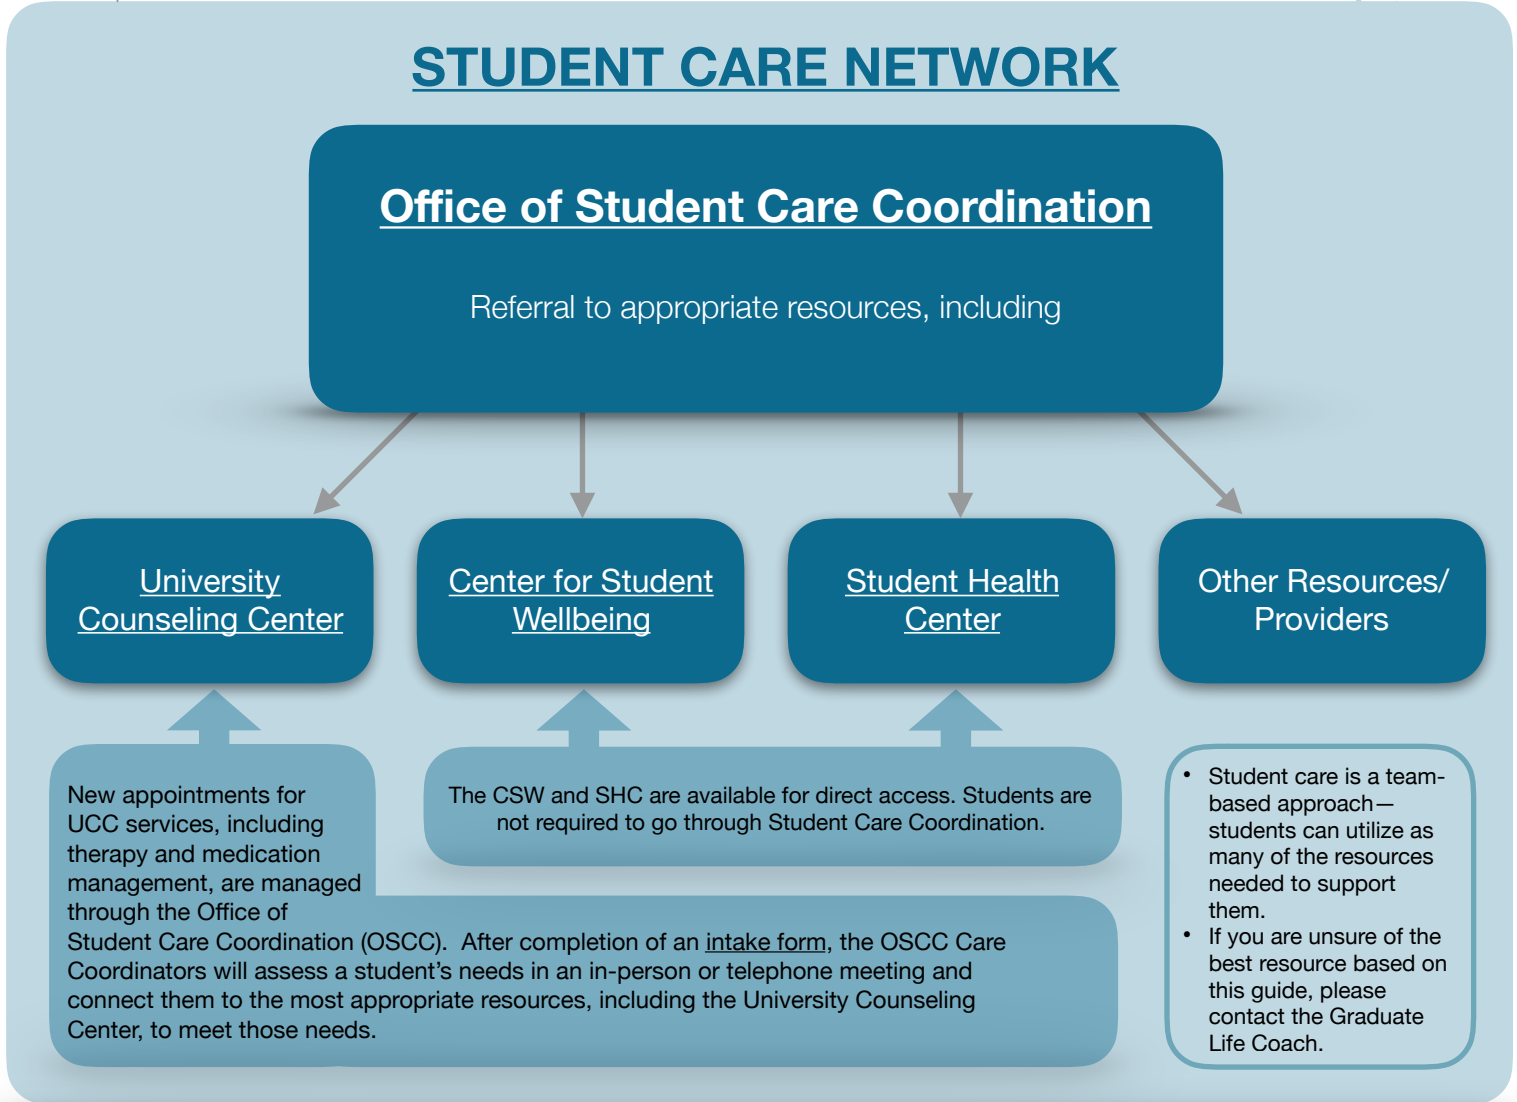 STUDENT CARE NETWORK
Office of Student Care Coordination
Referral to appropriate resources, including
University
Counseling Center
Center for Student
Wellbeing
Student Health
Center
Other Resources/
Providers
New appointments for
UCC services, including
therapy and medication
management, are managed
through the Office of
Student Care Coordination (OSCC).  After completion of an intake form, the OSCC Care
Coordinators will assess a student’s needs in an in-person or telephone meeting and
connect them to the most appropriate resources, including the University Counseling
Center, to meet those needs.
The CSW and SHC are available for direct access. Students are
not required to go through Student Care Coordination.
• Student care is a team-
based approach—
students can utilize as
many of the resources
needed to support
them.
• If you are unsure of the
best resource based on
this guide, please
contact the Graduate
Life Coach.